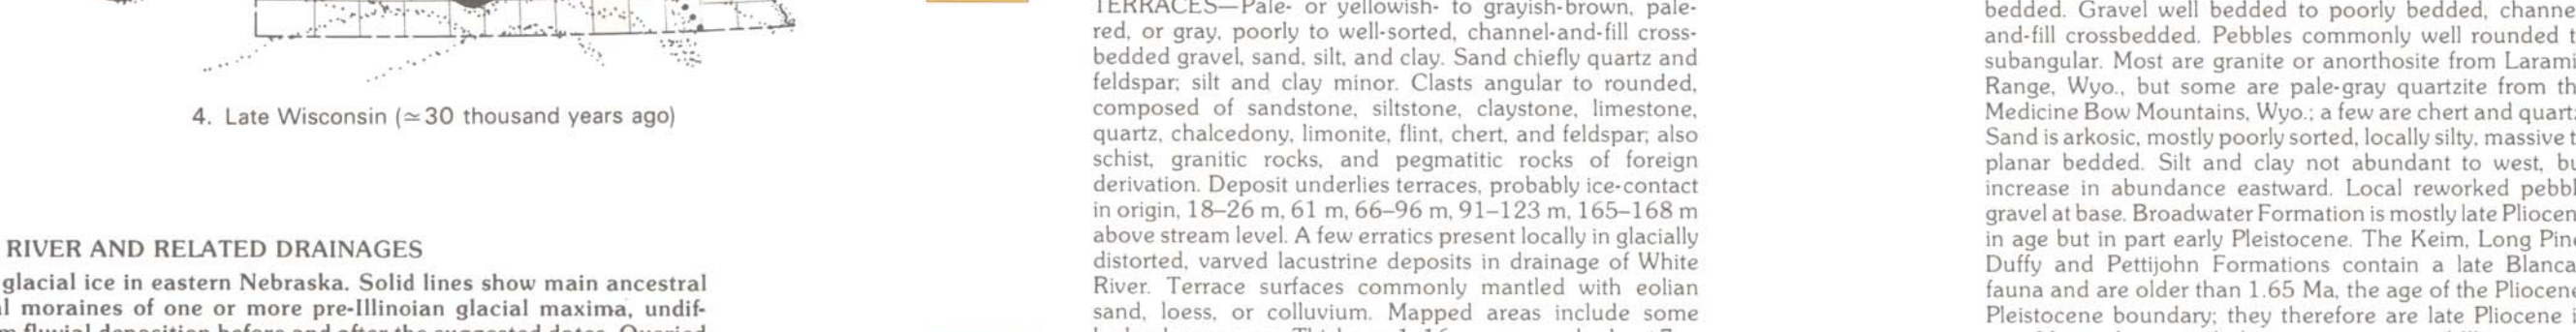 4. Late Wisconsin (≃30 thousand years ago)
RIVER AND RELATED DRAINAGES
glacial ice in eastern Nebraska. Solid lines show main ancestral
moraines of one or more pre-Illinoian glacial maxima, undif-
fluvial deposition before and after the suggested dates. Queried
TERRACES—Pale- or yellowish- to grayish-brown, pale-
red, or gray, poorly to well-sorted, channel-and-fill cross-
bedded gravel, sand, silt, and clay. Sand chiefly quartz and
feldspar; silt and clay minor. Clasts angular to rounded,
composed of sandstone, siltstone, claystone, limestone,
quartz, chalcedony, limonite, flint, chert, and feldspar; also
schist, granitic rocks, and pegmatitic rocks of foreign
derivation. Deposit underlies terraces, probably ice-contact
in origin, 18–26 m, 61 m, 66–96 m, 91–123 m, 165–168 m
above stream level. A few erratics present locally in glacially
distorted, varved lacustrine deposits in drainage of White
River. Terrace surfaces commonly mantled with eolian
sand, loess, or colluvium. Mapped areas include some
bedded. Gravel well bedded to poorly bedded, channe
and-fill crossbedded. Pebbles commonly well rounded t
subangular. Most are granite or anorthosite from Larami
Range, Wyo., but some are pale-gray quartzite from th
Medicine Bow Mountains, Wyo.; a few are chert and quart
Sand is arkosic, mostly poorly sorted, locally silty, massive t
planar bedded. Silt and clay not abundant to west, bu
increase in abundance eastward. Local reworked pebbl
gravel at base. Broadwater Formation is mostly late Pliocen
in age but in part early Pleistocene. The Keim, Long Pin
Duffy and Pettijohn Formations contain a late Blanca
fauna and are older than 1.65 Ma, the age of the Pliocene
Pleistocene boundary; they therefore are late Pliocene i